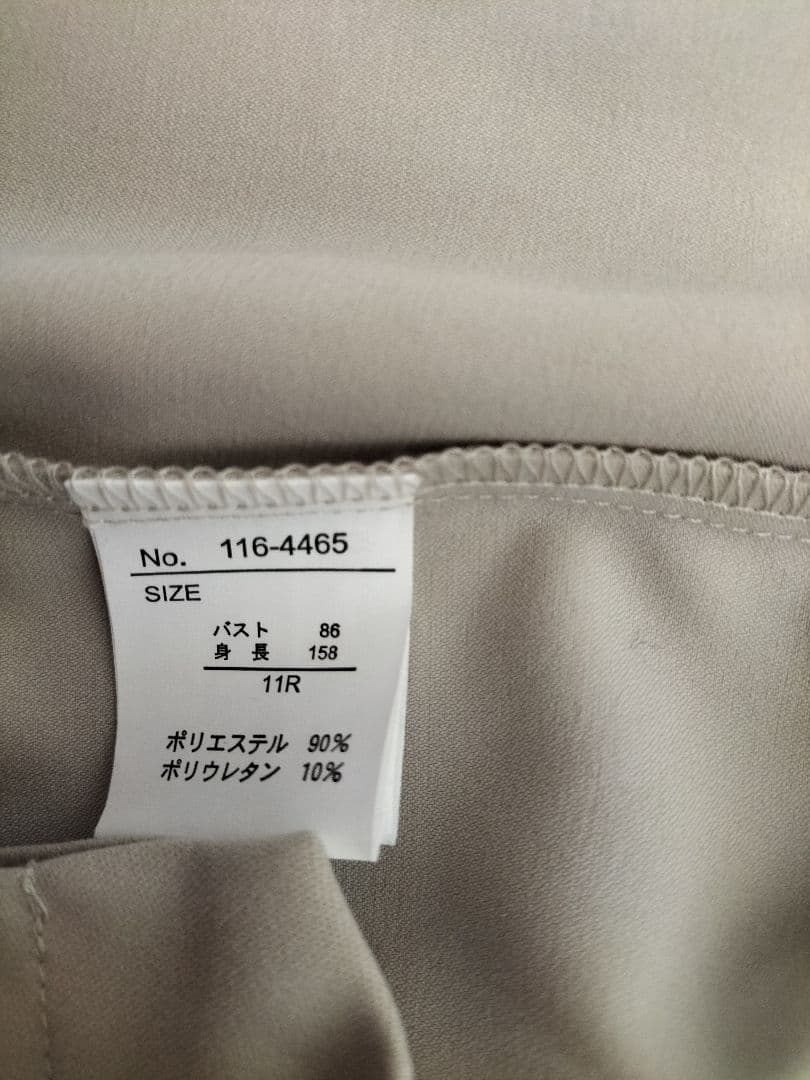 No. 116-4465
SIZE
バスト 86
身長 158
11R
ポリエステル 90%
ポリウレタン 10%